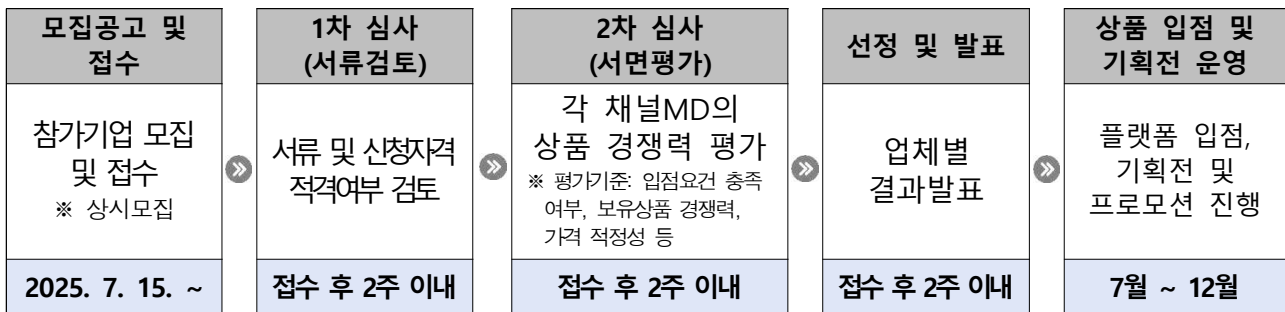 모집공고 및
접수
참가기업 모집
및 접수
※ 상시모집
2025. 7. 15. ~
1차 심사
(서류검토)
서류 및 신청자격
적격여부 검토
접수 후 2주 이내
2차 심사
(서면평가)
각 채널MD의
상품 경쟁력 평가
※ 평가기준: 입점요건 충족
여부, 보유상품 경쟁력,
가격 적정성 등
접수 후 2주 이내
선정 및 발표
업체별
결과발표
접수 후 2주 이내
상품 입점 및
기획전 운영
플랫폼 입점,
기획전 및
프로모션 진행
7월 ~ 12월